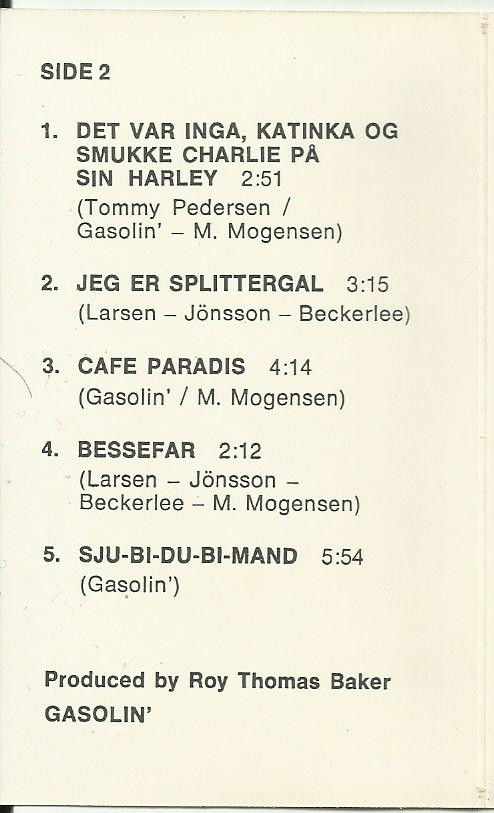 SIDE 2
1. DET VAR INGA, KATINKA OG
SMUKKE CHARLIE PÅ
SIN HARLEY 2:51
(Tommy Pedersen /
Gasolin' – M. Mogensen)
2. JEG ER SPLITTERGAL 3:15
(Larsen – Jönsson – Beckerlee)
3. CAFE PARADIS 4:14
(Gasolin' / M. Mogensen)
4. BESSEFAR 2:12
(Larsen – Jönsson –
Beckerlee – M. Mogensen)
5. SJU-BI-DU-BI-MAND 5:54
(Gasolin')
Produced by Roy Thomas Baker
GASOLIN'